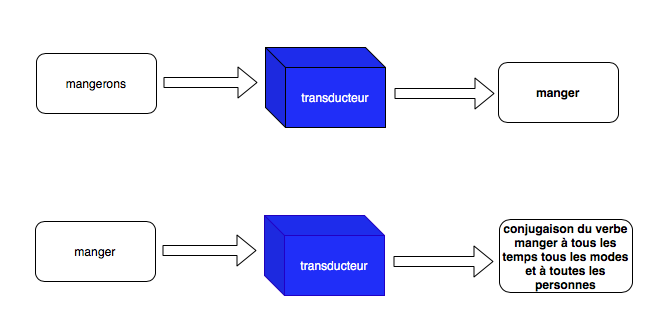 mangerons
transducteur
manger
manger
transducteur
conjugaison du verbe
manger à tous les
temps tous les modes
et à toutes les
personnes